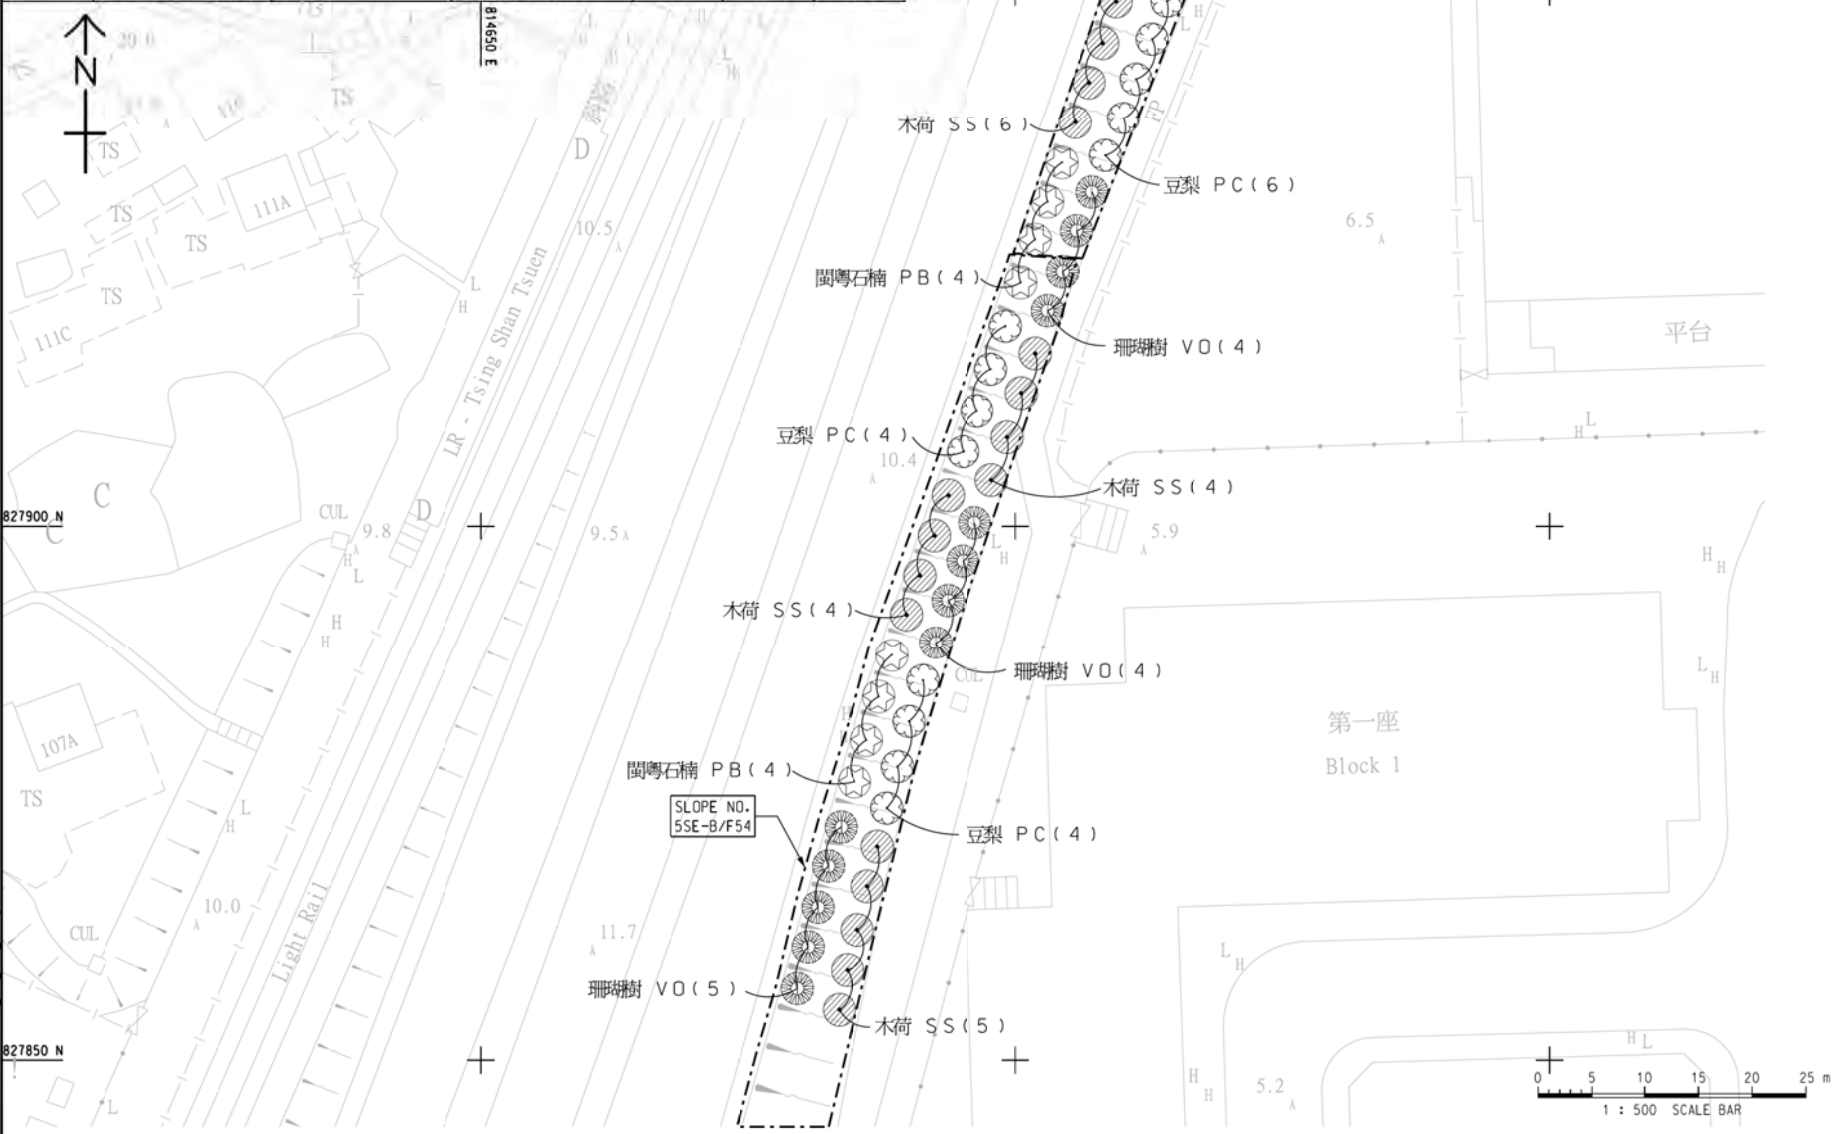 N
20.0
814650 E
TS
L
H
FP
木荷 SS(6)
D
TS
豆梨 PC(6)
111A
TS
TS
10.5
6.5
LR - Tsing Shan Tsuen
閩粵石楠 PB(4)
L
H
TS
111C
平台
珊瑚樹 VO(4)
豆梨 PC(4)
10.4
L
H
木荷 SS(4)
C
CUL
D
827900 N
C
9.8
9.5
5.9
L
H
H
L
H
H
木荷 SS(4)
H
H
珊瑚樹 VO(4)
CUL
L
H
H
第一座
107A
Block 1
閩粵石楠 PB(4)
TS
L
H
SLOPE NO.
5SE-B/F54
豆梨 PC(4)
10.0
Light Rail
CUL
11.7
L
H
珊瑚樹 VO(5)
木荷 SS(5)
827850 N
H
L
H
H
5.2
L
0 5 10 15 20 25 m
1 : 500 SCALE BAR